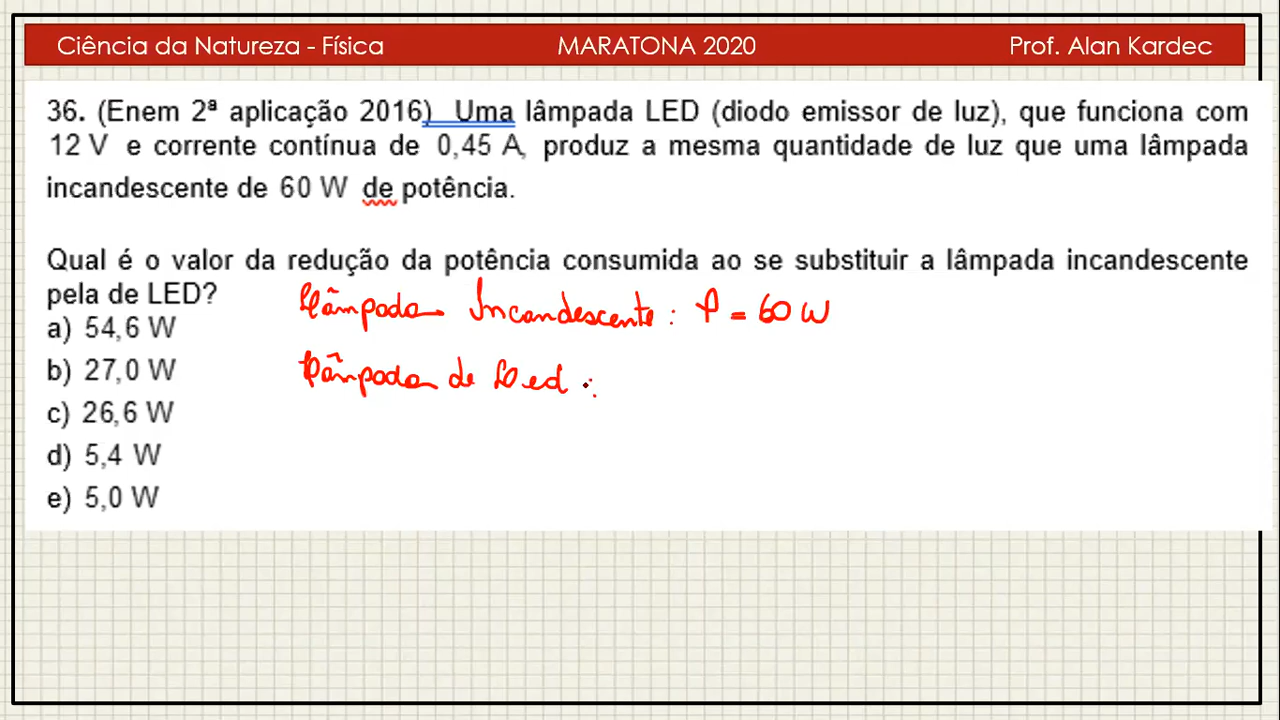 Ciência da Natureza - Física MARATONA 2020 Prof. Alan Kardec
36. (Enem 2ª aplicação 2016) Uma lâmpada LED (diodo emissor de luz), que funciona com
12 V e corrente contínua de 0,45 A, produz a mesma quantidade de luz que uma lâmpada
incandescente de 60 W de potência.
Qual é o valor da redução da potência consumida ao se substituir a lâmpada incandescente
pela de LED?
Lâmpada Incandescente: P = 60 W
a) 54,6 W
b) 27,0 W
Lâmpada de Led :
c) 26,6 W
d) 5,4 W
e) 5,0 W